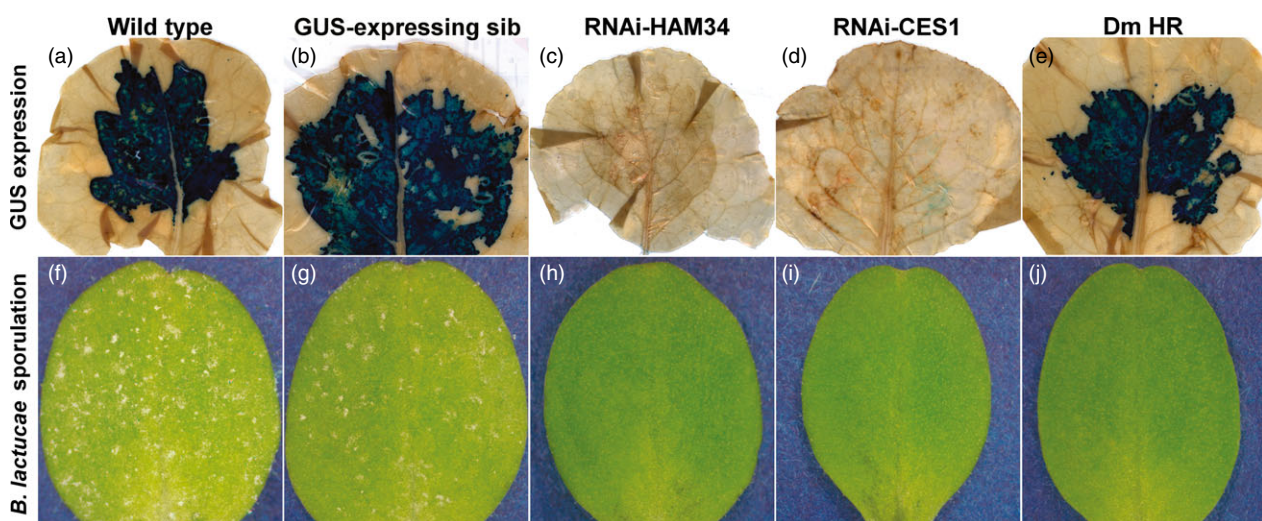 Wild type
GUS-expressing sib
RNAi-HAM34
RNAi-CES1
Dm HR
GUS expression
(a)
(b)
(c)
(d)
(e)
B. lactucae sporulation
(f)
(g)
(h)
(i)
(j)